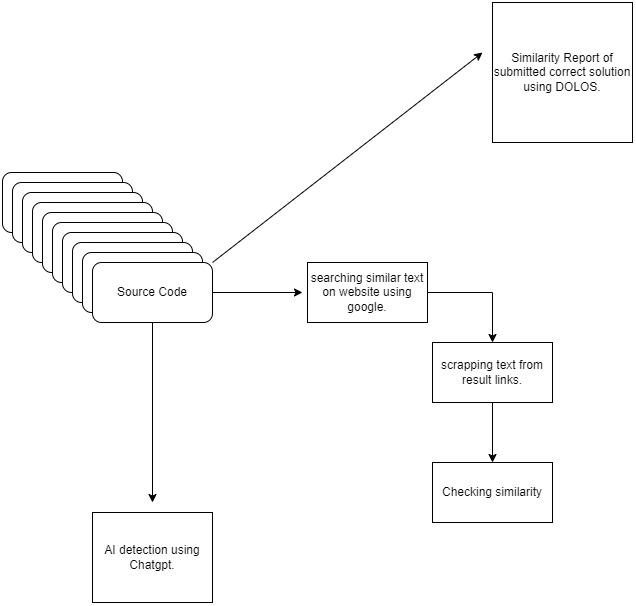 Similarity Report of
submitted correct solution
using DOLOS.
Source Code
searching similar text
on website using
google.
scrapping text from
result links.
Checking similarity
AI detection using
Chatgpt.